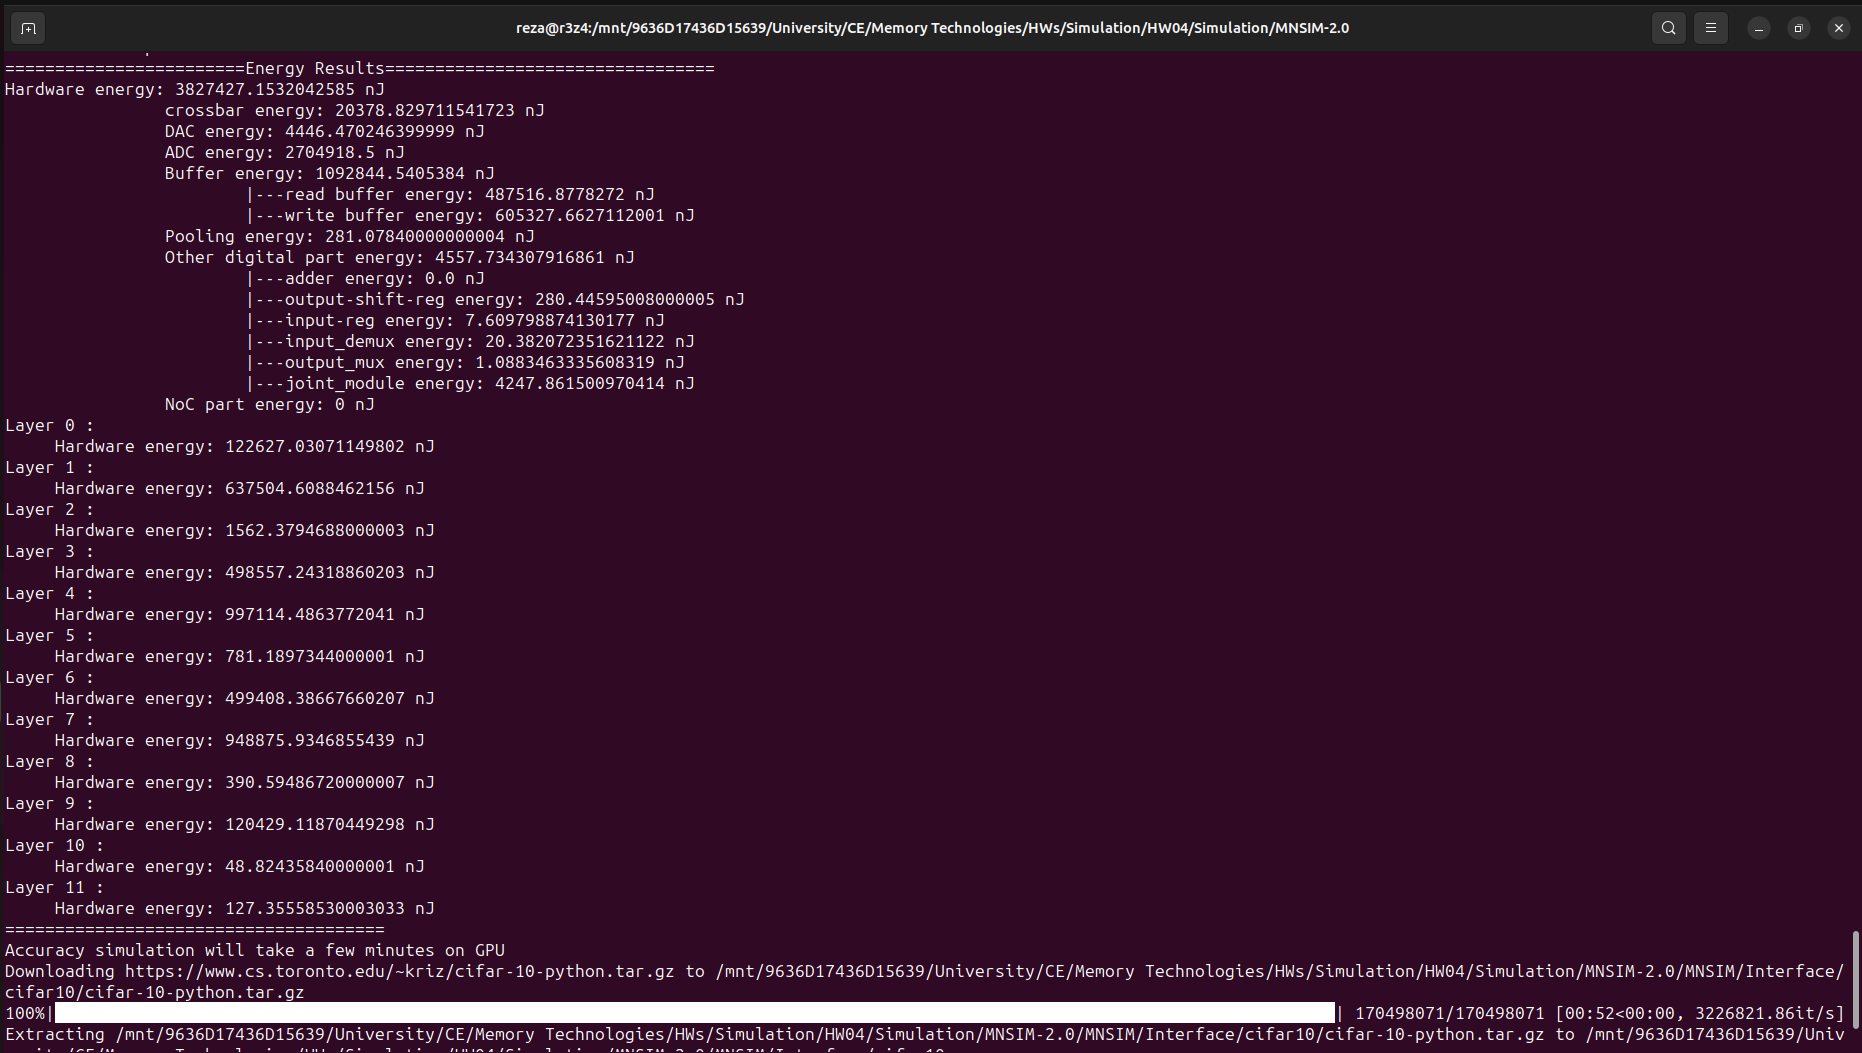 reza@r3z4:/mnt/9636D17436D15639/University/CE/Memory Technologies/HWs/Simulation/HW04/Simulation/MNSIM-2.0
========================Energy Results=================================
Hardware energy: 3827427.1532042585 nJ
crossbar energy: 20378.829711541723 nJ
DAC energy: 4446.470246399999 nJ
ADC energy: 2704918.5 nJ
Buffer energy: 1092844.5405384 nJ
|---read buffer energy: 487516.8778272 nJ
|---write buffer energy: 605327.6627112001 nJ
Pooling energy: 281.07840000000004 nJ
Other digital part energy: 4557.734307916861 nJ
|---adder energy: 0.0 nJ
|---output-shift-reg energy: 280.44595008000005 nJ
|---input-reg energy: 7.609798874130177 nJ
|---input_demux energy: 20.382072351621122 nJ
|---output_mux energy: 1.0883463335608319 nJ
|---joint_module energy: 4247.861500970414 nJ
NoC part energy: 0 nJ
Layer 0 :
Hardware energy: 122627.03071149802 nJ
Layer 1 :
Hardware energy: 637504.6088462156 nJ
Layer 2 :
Hardware energy: 1562.3794688000003 nJ
Layer 3 :
Hardware energy: 498557.24318860203 nJ
Layer 4 :
Hardware energy: 997114.4863772041 nJ
Layer 5 :
Hardware energy: 781.1897344000001 nJ
Layer 6 :
Hardware energy: 499408.38667660207 nJ
Layer 7 :
Hardware energy: 948875.9346855439 nJ
Layer 8 :
Hardware energy: 390.59486720000007 nJ
Layer 9 :
Hardware energy: 120429.11870449298 nJ
Layer 10 :
Hardware energy: 48.82435840000001 nJ
Layer 11 :
Hardware energy: 127.35558530003033 nJ
======================================
Accuracy simulation will take a few minutes on GPU
Downloading https://www.cs.toronto.edu/~kriz/cifar-10-python.tar.gz to /mnt/9636D17436D15639/University/CE/Memory Technologies/HWs/Simulation/HW04/Simulation/MNSIM-2.0/MNSIM/Interface/
cifar10/cifar-10-python.tar.gz
100%| | 170498071/170498071 [00:52<00:00, 3226821.86it/s]
Extracting /mnt/9636D17436D15639/University/CE/Memory Technologies/HWs/Simulation/HW04/Simulation/MNSIM-2.0/MNSIM/Interface/cifar10/cifar-10-python.tar.gz to /mnt/9636D17436D15639/Univ